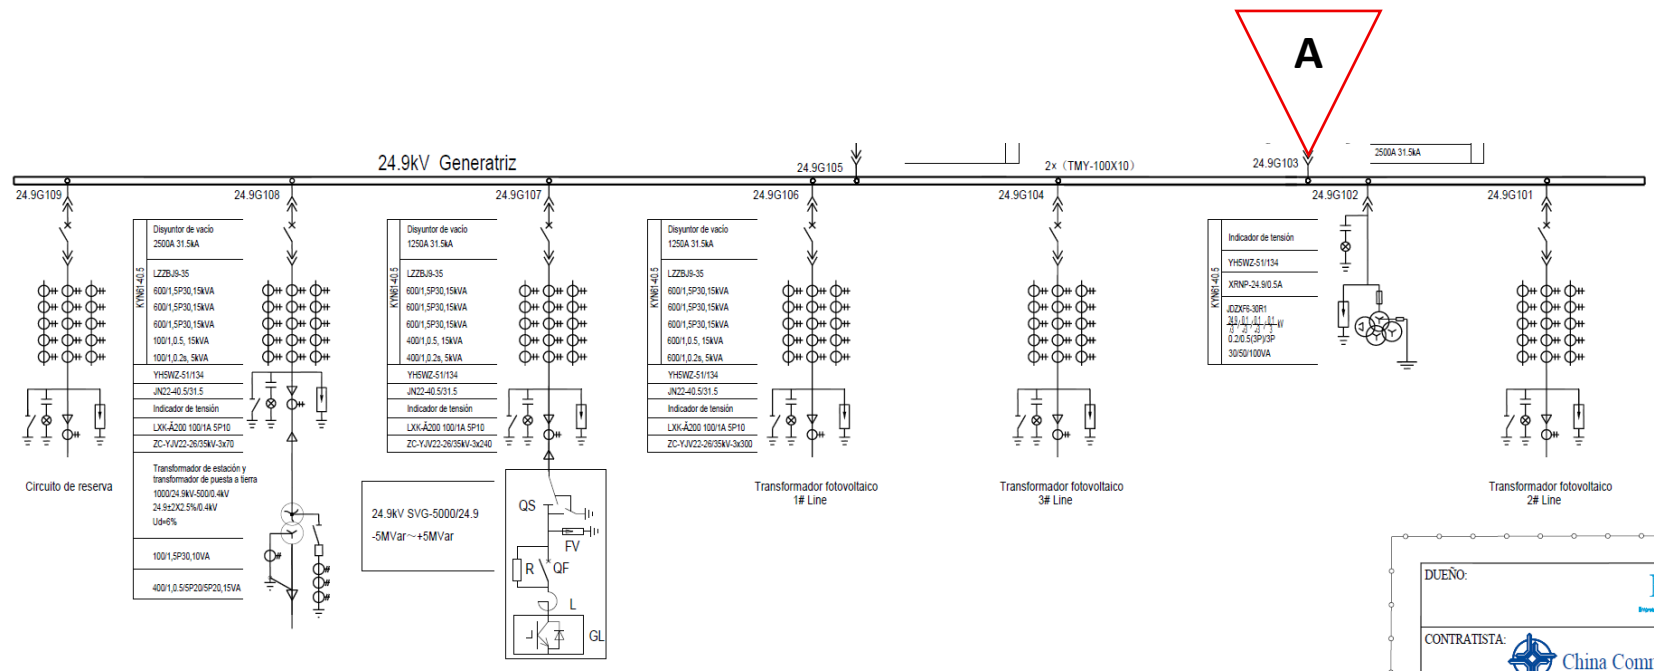 A
24.9kV Generatriz
24.9G105
2×（TMY-100X10）
24.9G103
2500A 31.5kA
24.9G109
24.9G108
24.9G107
24.9G106
24.9G104
24.9G102
24.9G101
KYN61-40.5
Disyuntor de vacío
2500A 31.5kA
LZZBJ9-35
600/1,5P30,15kVA
600/1,5P30,15kVA
600/1,5P30,15kVA
100/1,0.5, 15kVA
100/1,0.2s, 5kVA
YH5WZ-51/134
JN22-40.5/31.5
Indicador de tensión
LXK-Â200 100/1A 5P10
ZC-YJV22-26/35kV-3x70
Transformador de estación y
transformador de puesta a tierra
1000/24.9kV-500/0.4kV
24.9±2X2.5%/0.4kV
Ud=6%
100/1,5P30,10VA
400/1,0.5/5P20/5P20,15VA
KYN61-40.5
Disyuntor de vacío
1250A 31.5kA
LZZBJ9-35
600/1,5P30,15kVA
600/1,5P30,15kVA
600/1,5P30,15kVA
400/1,0.5, 15kVA
400/1,0.2s, 5kVA
YH5WZ-51/134
JN22-40.5/31.5
Indicador de tensión
LXK-Â200 100/1A 5P10
ZC-YJV22-26/35kV-3x240
24.9kV SVG-5000/24.9
-5MVar～+5MVar
QS
FV
R
QF
L
GL
KYN61-40.5
Disyuntor de vacío
1250A 31.5kA
LZZBJ9-35
600/1,5P30,15kVA
600/1,5P30,15kVA
600/1,5P30,15kVA
600/1,0.5, 15kVA
600/1,0.2s, 5kVA
YH5WZ-51/134
JN22-40.5/31.5
Indicador de tensión
LXK-Â200 100/1A 5P10
ZC-YJV22-26/35kV-3x300
KYN61-40.5
Indicador de tensión
YH5WZ-51/134
XRNP-24.9/0.5A
JDZXF6-30R1
0.2/0.5(3P)/3P
30/50/100VA
Circuito de reserva
Transformador fotovoltaico
1# Line
Transformador fotovoltaico
3# Line
Transformador fotovoltaico
2# Line
DUEÑO:
CONTRATISTA:
China Comm